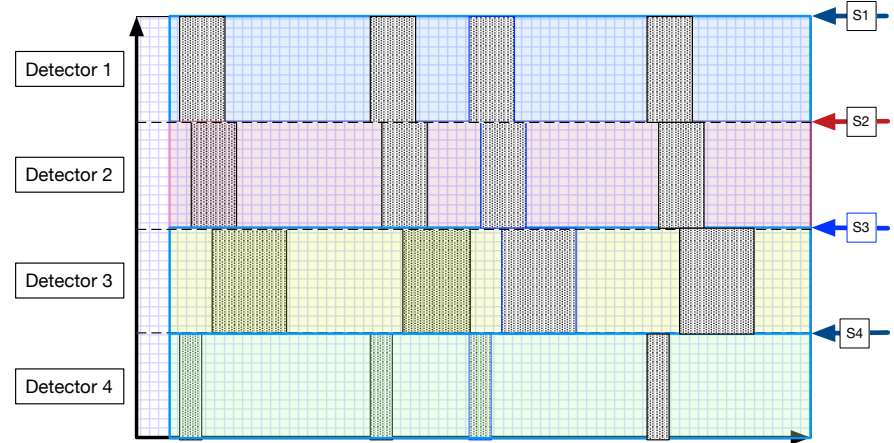 S1
Detector 1
S2
Detector 2
S3
Detector 3
S4
Detector 4